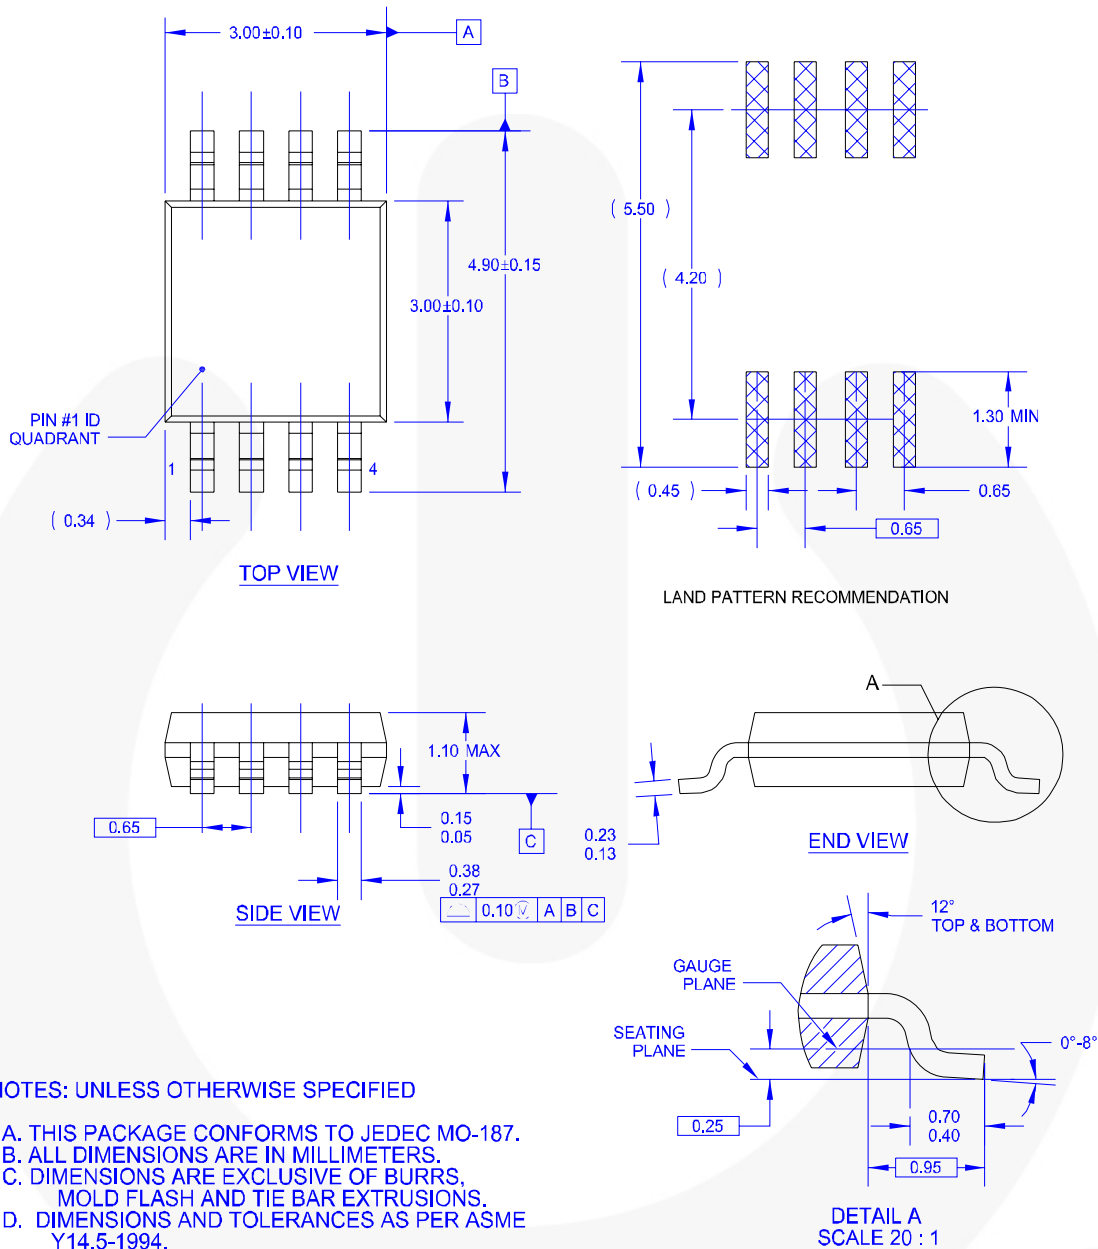 3.00±0.10
A
B
4.90±0.15
3.00±0.10
PIN #1 ID
QUADRANT
1
4
( 0.34 )
TOP VIEW
( 5.50 )
( 4.20 )
1.30 MIN
( 0.45 )
0.65
0.65
LAND PATTERN RECOMMENDATION
1.10 MAX
0.65
0.15
0.05
C
0.38
0.27
0.10 Ⓜ A B C
SIDE VIEW
A
0.23
0.13
END VIEW
12°
TOP & BOTTOM
GAUGE
PLANE
SEATING
PLANE
0°-8°
0.25
0.70
0.40
0.95
DETAIL A
SCALE 20 : 1
NOTES: UNLESS OTHERWISE SPECIFIED
A. THIS PACKAGE CONFORMS TO JEDEC MO-187.
B. ALL DIMENSIONS ARE IN MILLIMETERS.
C. DIMENSIONS ARE EXCLUSIVE OF BURRS,
MOLD FLASH AND TIE BAR EXTRUSIONS.
D. DIMENSIONS AND TOLERANCES AS PER ASME
Y14.5-1994.